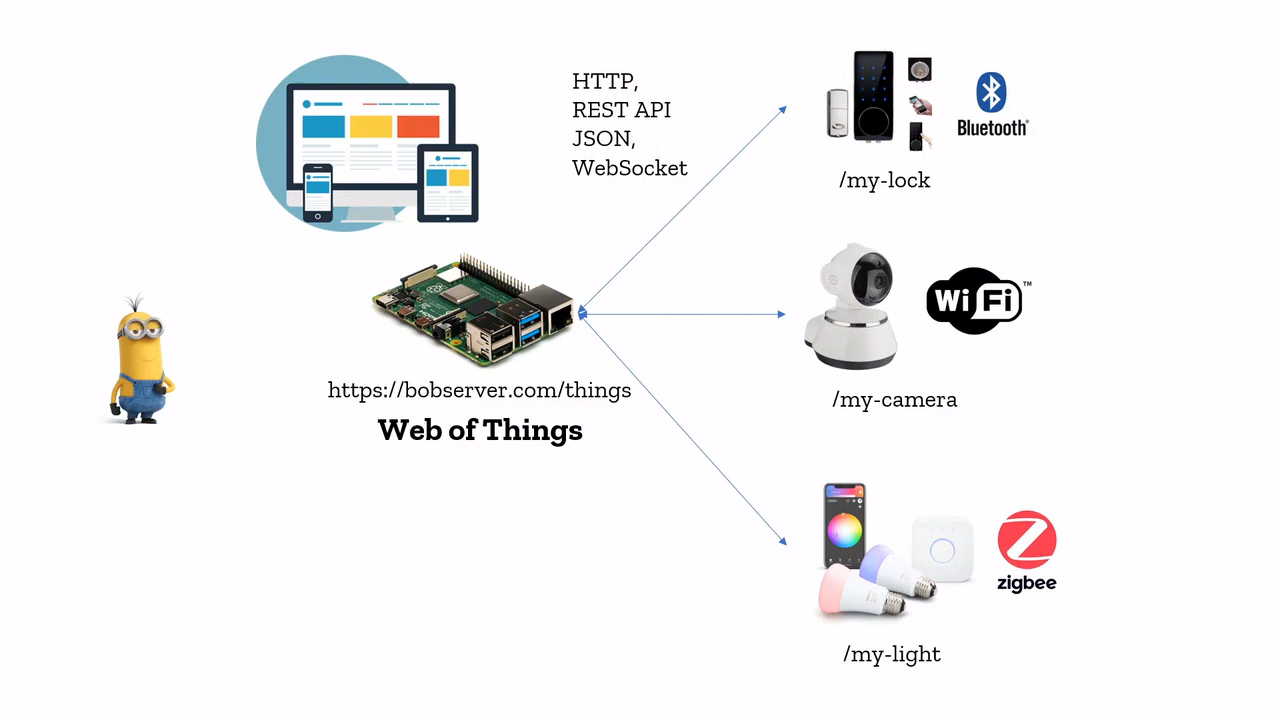 HTTP,
REST API
JSON,
WebSocket
Bluetooth®
/my-lock
Wi Fi™
/my-camera
https://bobserver.com/things
Web of Things
zigbee
/my-light